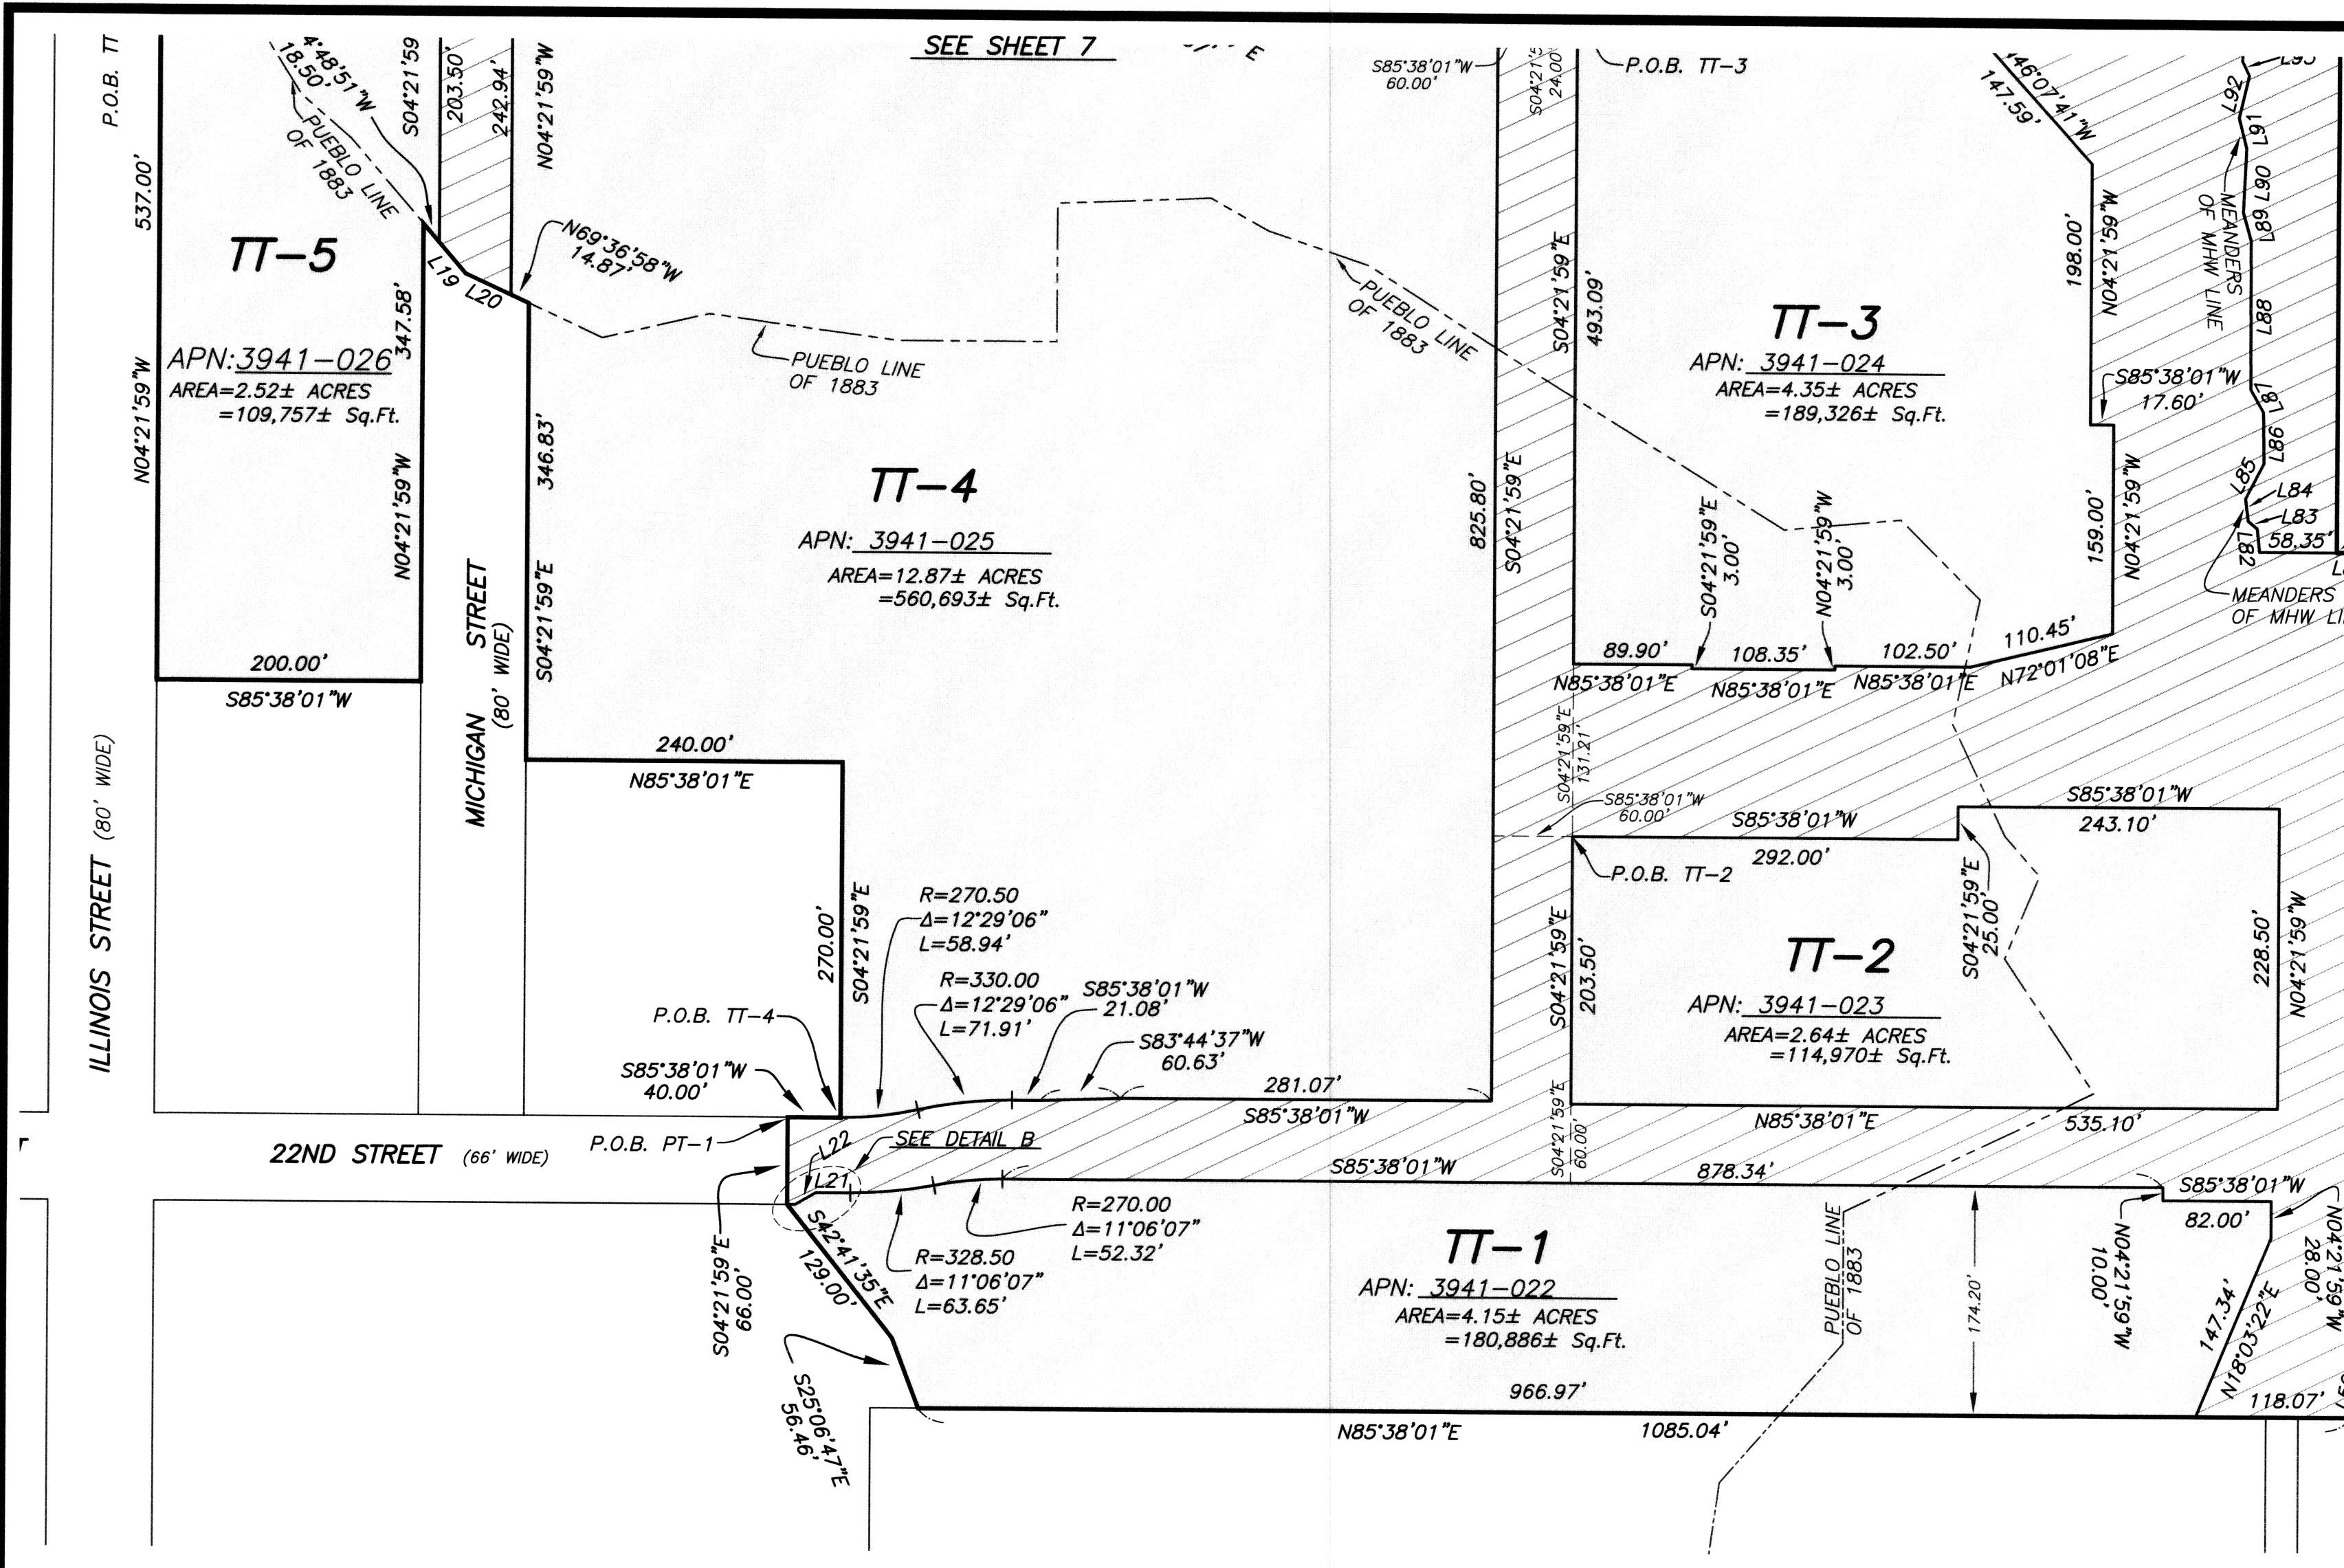 SEE SHEET 7
P.O.B. TT
537.00'
N04°21'59"W
4°48'51"W
18.50'
PUEBLO LINE
OF 1883
S04°21'59
203.50'
242.94'
N04°21'59"W
TT-5
APN: 3941-026
AREA=2.52± ACRES
=109,757± Sq.Ft.
347.58'
N04°21'59"W
200.00'
S85°38'01"W
L19
L20
N69°36'58"W
14.87'
PUEBLO LINE
OF 1883
346.83'
S04°21'59"E
MICHIGAN STREET
(80' WIDE)
ILLINOIS STREET (80' WIDE)
TT-4
APN: 3941-025
AREA=12.87± ACRES
=560,693± Sq.Ft.
PUEBLO LINE
OF 1883
240.00'
N85°38'01"E
270.00'
S04°21'59"E
S85°38'01"W
60.00'
S04°21'5
24.00'
P.O.B. TT-3
825.80'
S04°21'59"E
S04°21'59"E
493.09'
TT-3
APN: 3941-024
AREA=4.35± ACRES
=189,326± Sq.Ft.
46°07'41"W
147.59'
198.00'
N04°21'59"W
S85°38'01"W
17.60'
159.00'
N04°21'59"W
S04°21'59"E
3.00'
N04°21'59"W
3.00'
89.90'
N85°38'01"E
108.35'
N85°38'01"E
102.50'
N85°38'01"E
110.45'
N72°01'08"E
L93
L92
L91
L90
L89
L88
L87
L86
L85
L84
L83
L82
58.35'
MEANDERS
OF MHW LINE
MEANDERS
OF MHW LI
S04°21'59"E
131.21'
S85°38'01"W
60.00'
S85°38'01"W
292.00'
S85°38'01"W
243.10'
P.O.B. TT-2
S04°21'59"E
25.00'
S04°21'59"E
203.50'
TT-2
APN: 3941-023
AREA=2.64± ACRES
=114,970± Sq.Ft.
228.50'
N04°21'59"W
N85°38'01"E
535.10'
R=270.50
Δ=12°29'06"
L=58.94'
R=330.00
Δ=12°29'06"
L=71.91'
S85°38'01"W
21.08'
S83°44'37"W
60.63'
281.07'
S85°38'01"W
P.O.B. TT-4
S85°38'01"W
40.00'
P.O.B. PT-1
22ND STREET (66' WIDE)
SEE DETAIL B
L22
L21
S04°21'59"E
60.00'
S85°38'01"W
878.34'
S04°21'59"E
66.00'
S42°41'35"E
129.00'
S25°06'47"E
56.46'
R=328.50
Δ=11°06'07"
L=63.65'
R=270.00
Δ=11°06'07"
L=52.32'
TT-1
APN: 3941-022
AREA=4.15± ACRES
=180,886± Sq.Ft.
PUEBLO LINE
OF 1883
174.20'
N04°21'59"W
10.00'
S85°38'01"W
82.00'
N04°21'59"W
28.00'
147.34'
N18°03'22"E
118.07'
966.97'
N85°38'01"E
1085.04'